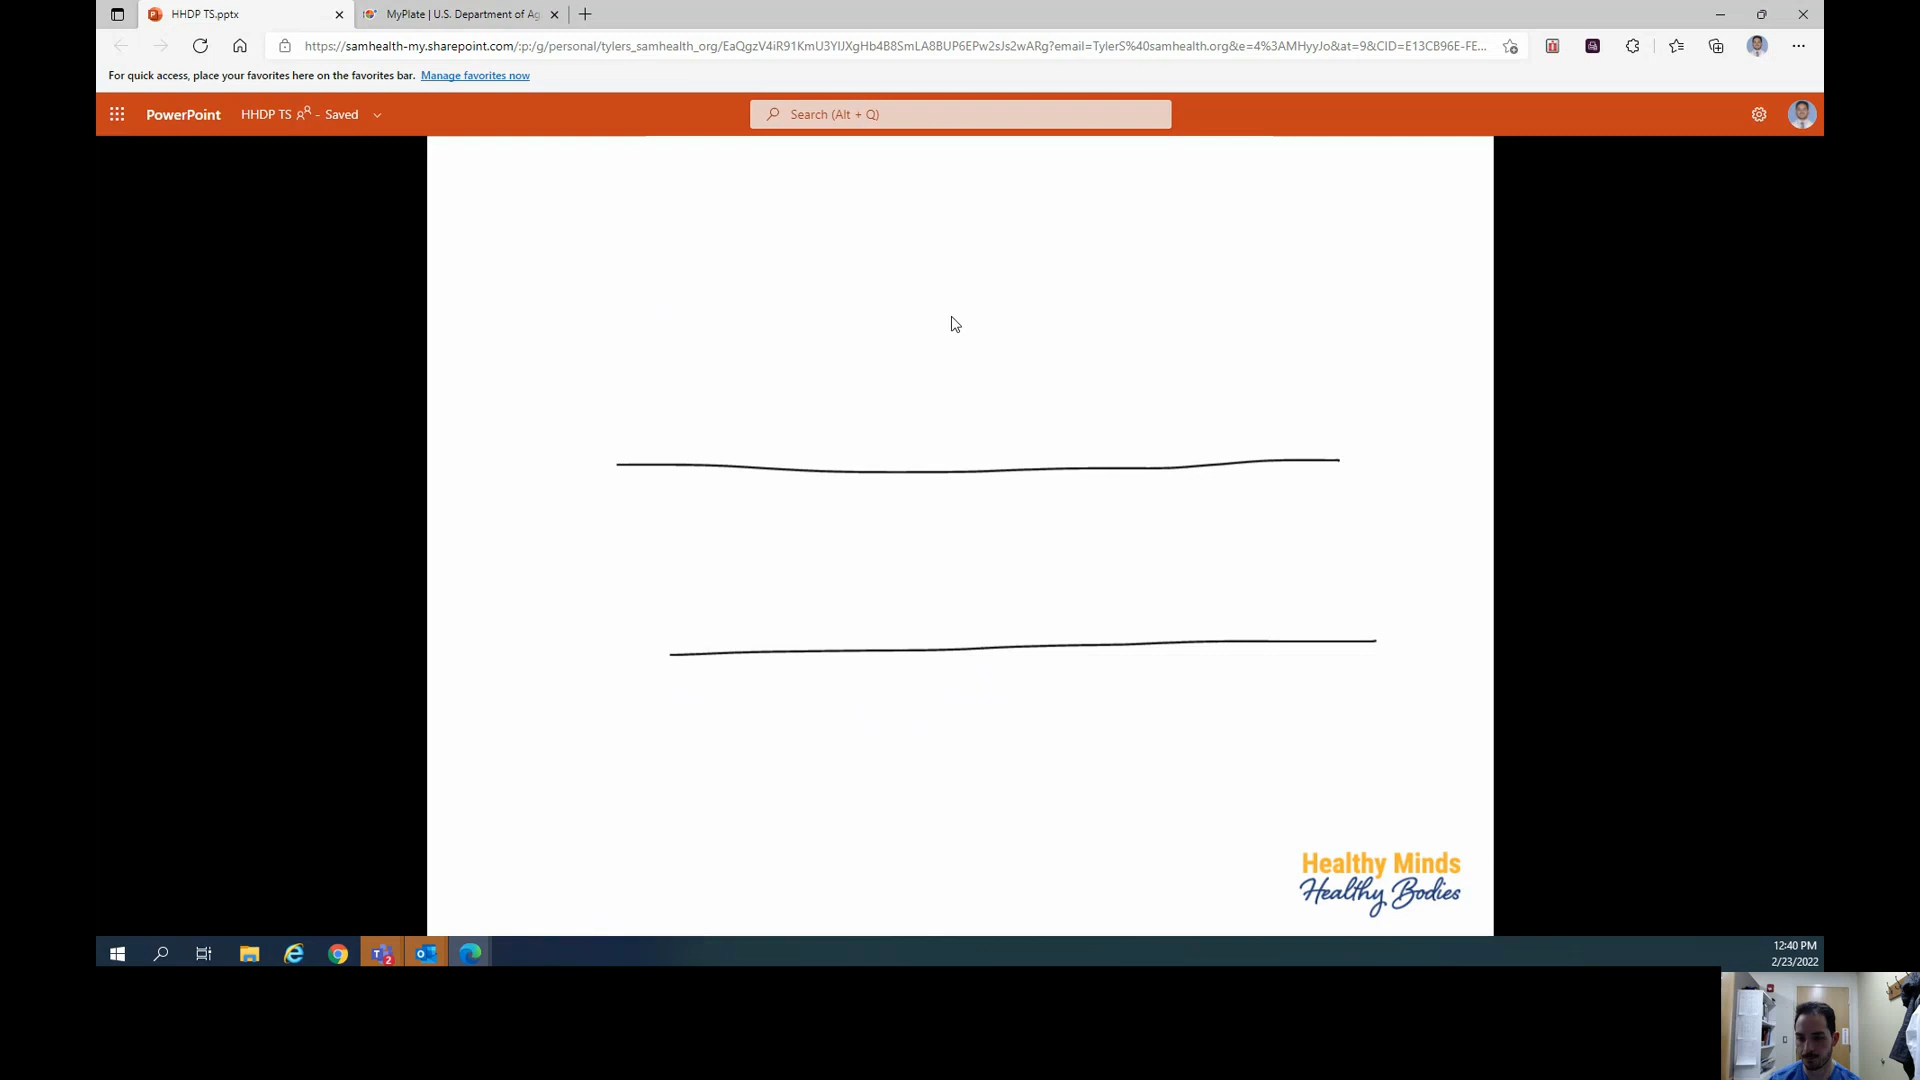 HHDP TS.pptx
MyPlate | U.S. Department of Ag
https://samhealth-my.sharepoint.com/:p:/g/personal/tylers_samhealth_org/EaQgzV4iR91KmU3YIJXgHb4B8SmLA8BUP6EPw2sJs2wARg?email=TylerS%40samhealth.org&e=4%3AMHyyJo&at=9&CID=E13CB96E-FE...
For quick access, place your favorites here on the favorites bar. Manage favorites now
PowerPoint HHDP TS - Saved
Search (Alt + Q)
Healthy Minds
Healthy Bodies
12:40 PM
2/23/2022